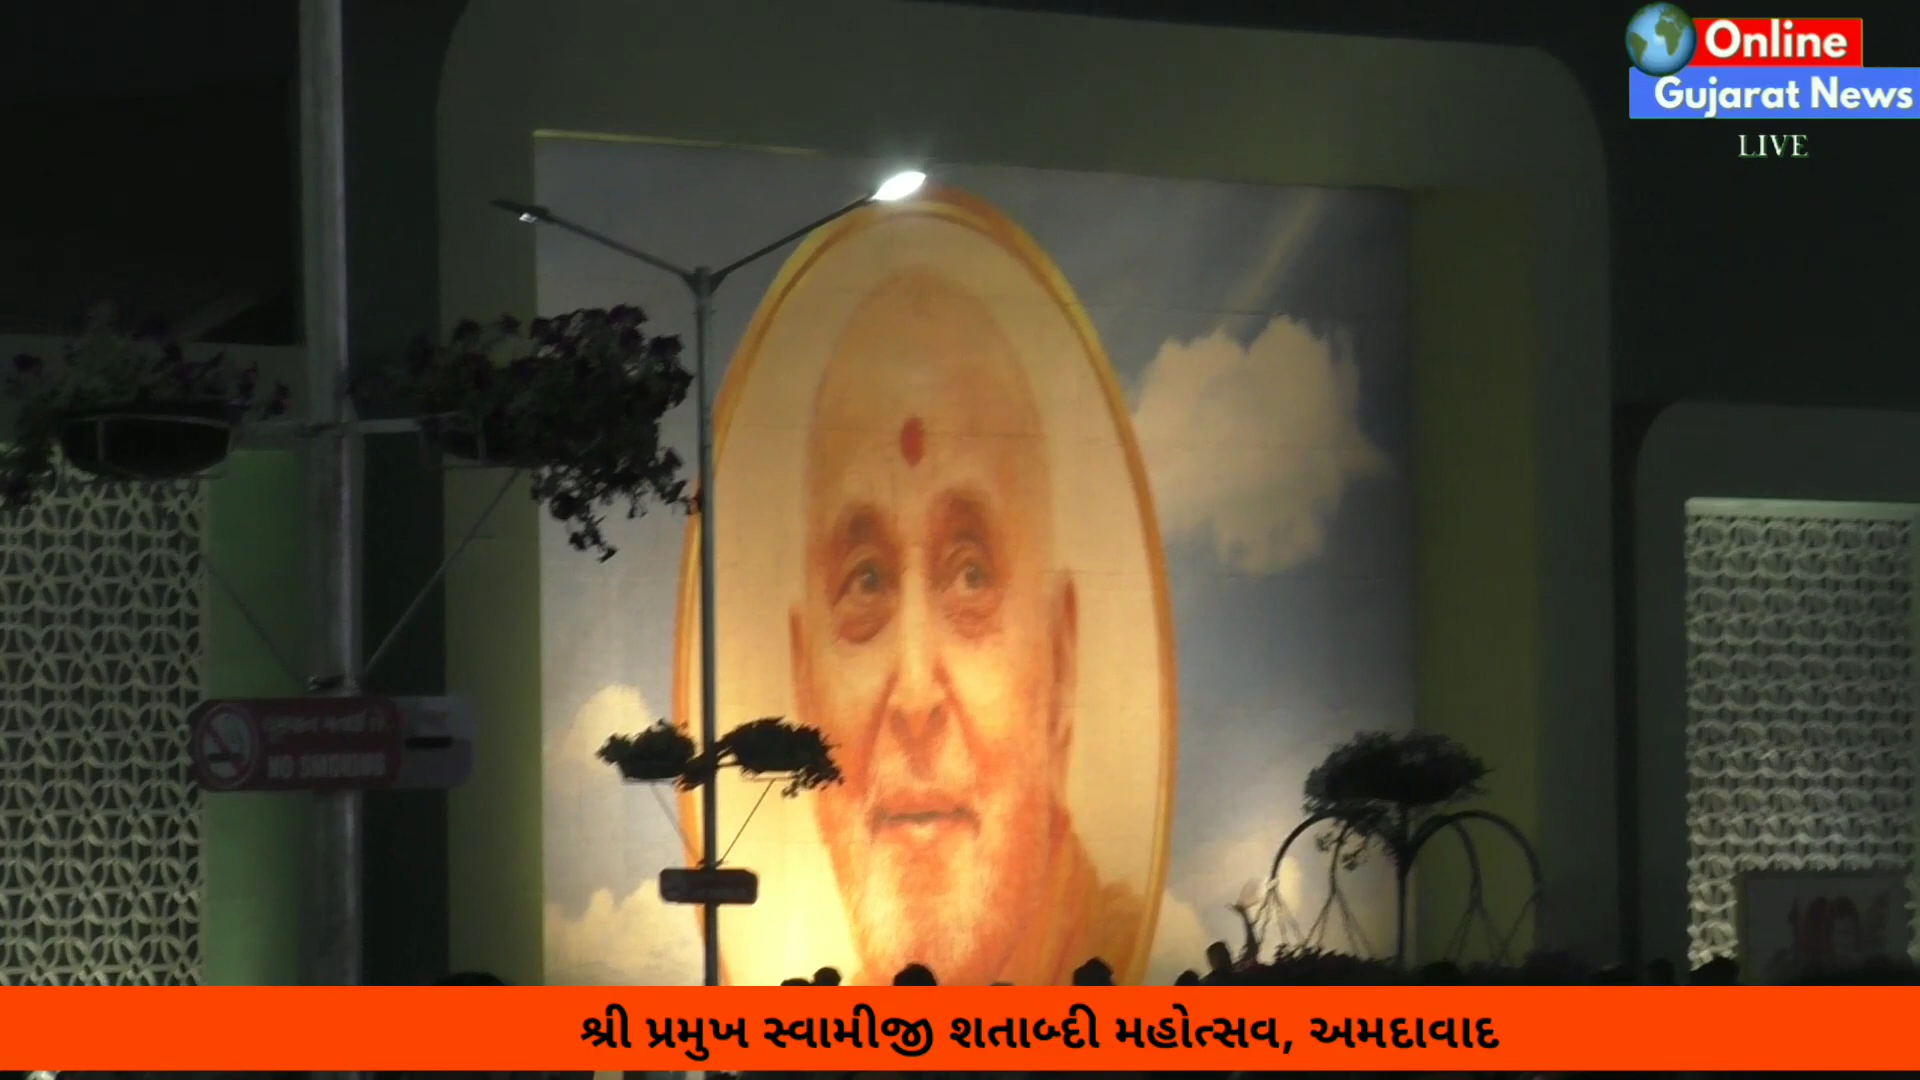 Online
Gujarat News
LIVE
NO SMOKING
શ્રી પ્રમુખ સ્વામીજી શતાબ્દી મહોત્સવ, અમદાવાદ